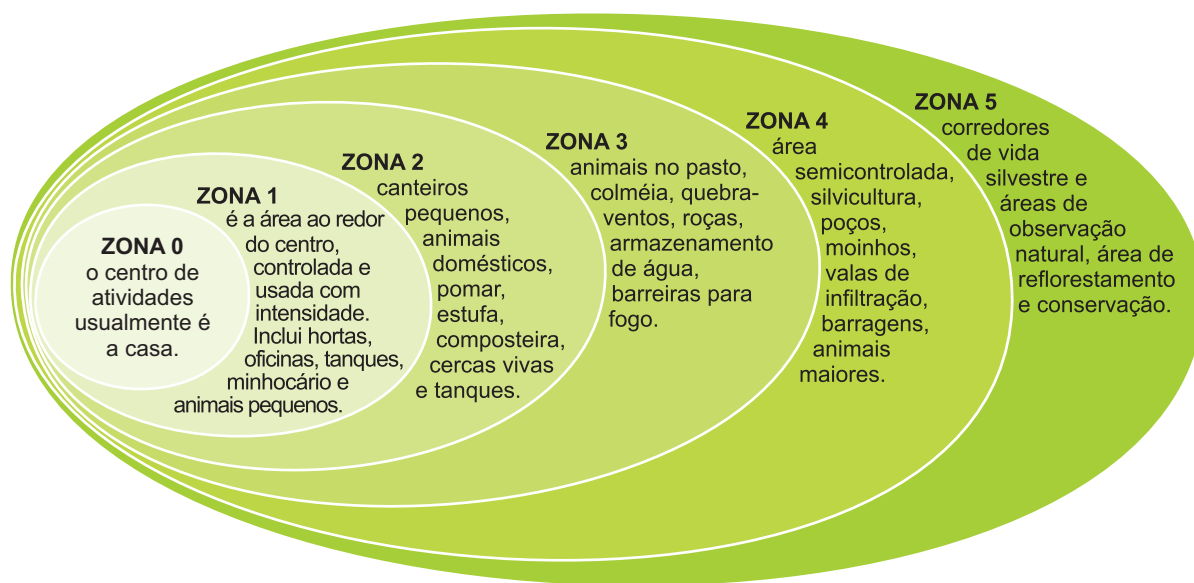 ZONA 0
o centro de
atividades
usualmente é
a casa.
ZONA 1
é a área ao redor
do centro,
controlada e
usada com
intensidade.
Inclui hortas,
oficinas, tanques,
minhocário e
animais pequenos.
ZONA 2
canteiros
pequenos,
animais
domésticos,
pomar,
estufa,
composteira,
cercas vivas
e tanques.
ZONA 3
animais no pasto,
colméia, quebra-
ventos, roças,
armazenamento
de água,
barreiras para
fogo.
ZONA 4
área
semicontrolada,
silvicultura,
poços,
moinhos,
valas de
infiltração,
barragens,
animais
maiores.
ZONA 5
corredores
de vida
silvestre e
áreas de
observação
natural, área de
reflorestamento
e conservação.